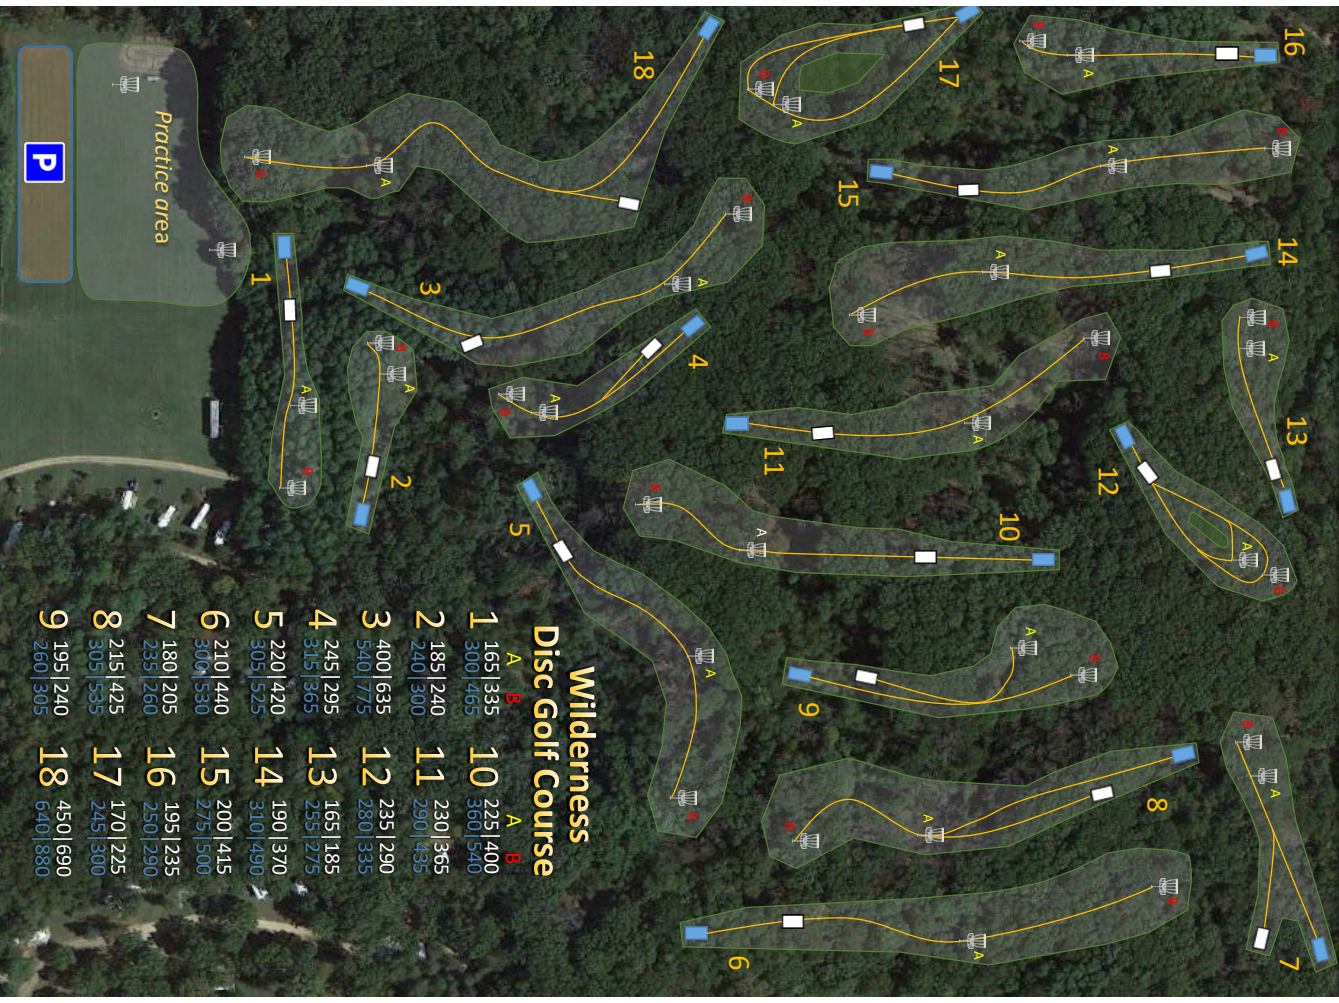 P
Practice area
1
A
B
2
A
B
3
A
B
4
A
B
5
A
B
6
A
B
7
A
B
8
A
B
9
A
B
10
A
B
11
A
B
12
A
B
13
A
B
14
A
B
15
A
B
16
A
B
17
A
B
18
A
B
Wilderness
Disc Golf Course
A B A B
1 165|335 10 225|400
300|465 360|540
2 185|240 11 230|365
240|300 290|435
3 400|635 12 235|290
540|775 280|335
4 245|295 13 165|185
315|365 255|275
5 220|420 14 190|370
305|525 310|490
6 210|440 15 200|415
300|530 275|500
7 180|205 16 195|235
235|260 250|290
8 215|425 17 170|225
305|535 245|300
9 195|240 18 450|690
260|305 640|880